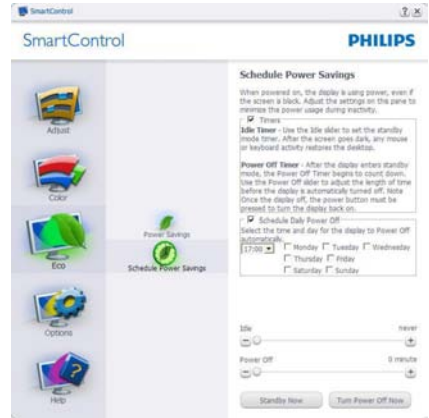 SmartControl
SmartControl
PHILIPS
Adjust
Color
Eco
Options
Help
Power Savings
Schedule Power Savings
Schedule Power Savings
When powered on, the display is using power, even if
the screen is black. Adjust the settings on this pane to
minimize the power usage during inactivity.
Timers
Idle Timer - Use the Idle slider to set the standby
mode timer. After the screen goes dark, any mouse
or keyboard activity restores the desktop.
Power Off Timer - After the display enters standby
mode, the Power Off Timer begins to count down.
Use the Power Off slider to adjust the length of time
before the display is automatically turned off. Note
Once the display off, the power button must be
pressed to turn the display back on.
Schedule Daily Power Off
Select the time and day for the display to Power Off
automatically.
17:00 Monday Tuesday Wednesday
Thursday Friday
Saturday Sunday
Idle never
Power Off 0 minute
Standby Now Turn Power Off Now